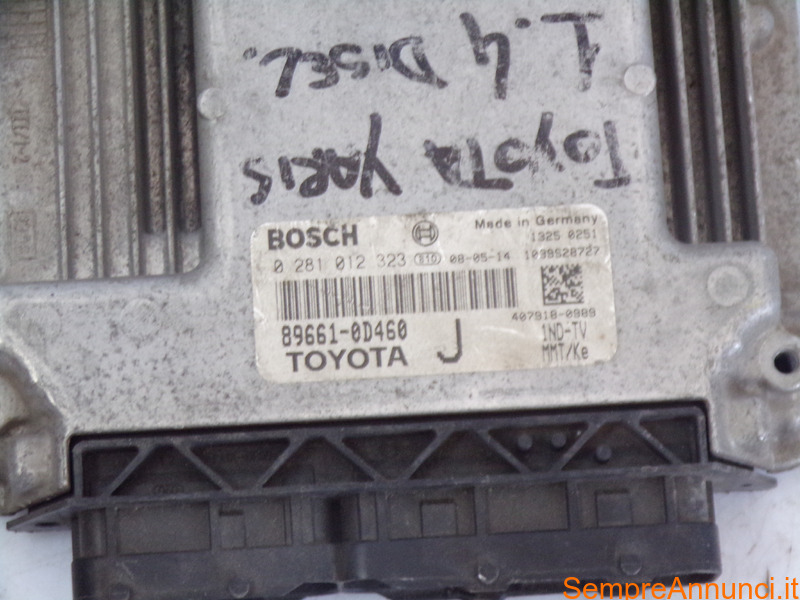 1.4 DISEL.
TOYOTA YARIS
BOSCH Made in Germany
0 281 012 323 810 08-05-14 1325 0251
1039S28727
407918-0989
89661-0D460 J 1ND-TV
TOYOTA MMT/Ke
SempreAnnunci.it